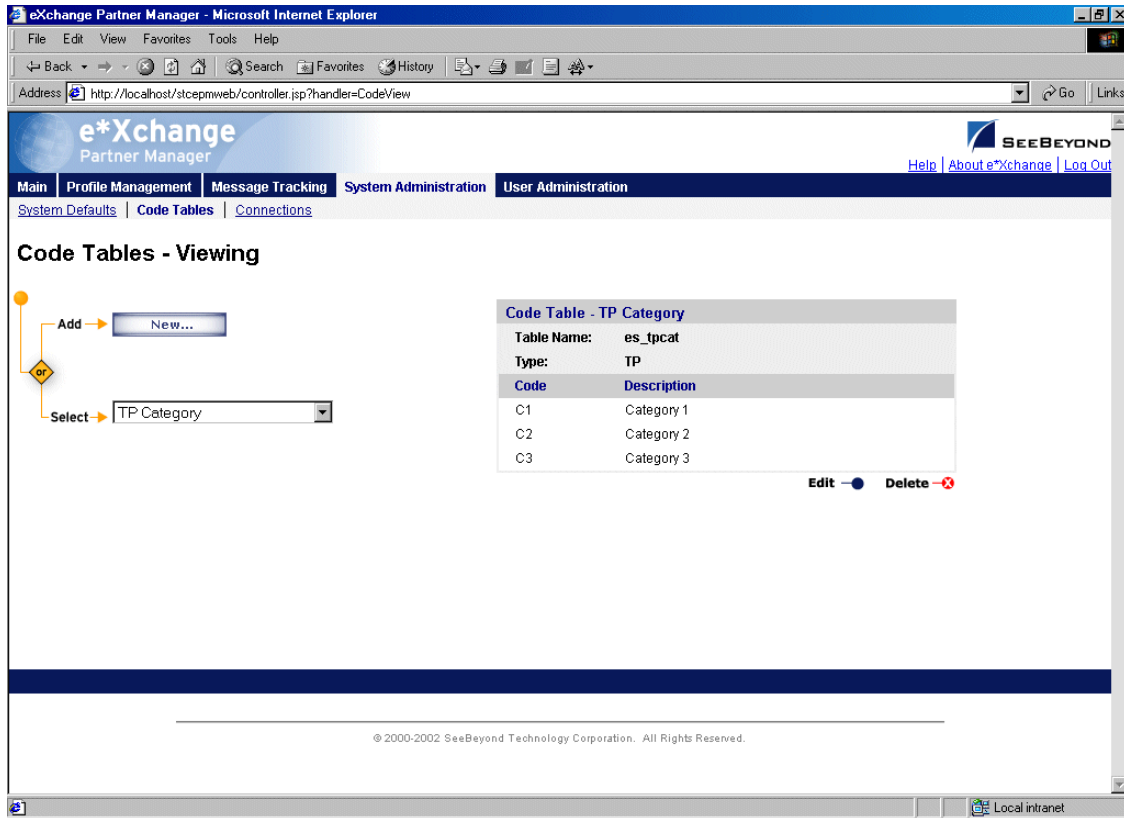 eXchange Partner Manager - Microsoft Internet Explorer
File Edit View Favorites Tools Help
Back Search Favorites History
Address http://localhost/stcepmweb/controller.jsp?handler=CodeView Go Links
e*Xchange
Partner Manager
SEEBEYOND
Help | About e*Xchange | Log Out
Main Profile Management Message Tracking System Administration User Administration
System Defaults | Code Tables | Connections
Code Tables - Viewing
Add New...
or
Select TP Category
Code Table - TP Category
Table Name: es_tpcat
Type: TP
Code Description
C1 Category 1
C2 Category 2
C3 Category 3
Edit Delete
© 2000-2002 SeeBeyond Technology Corporation. All Rights Reserved.
Local intranet